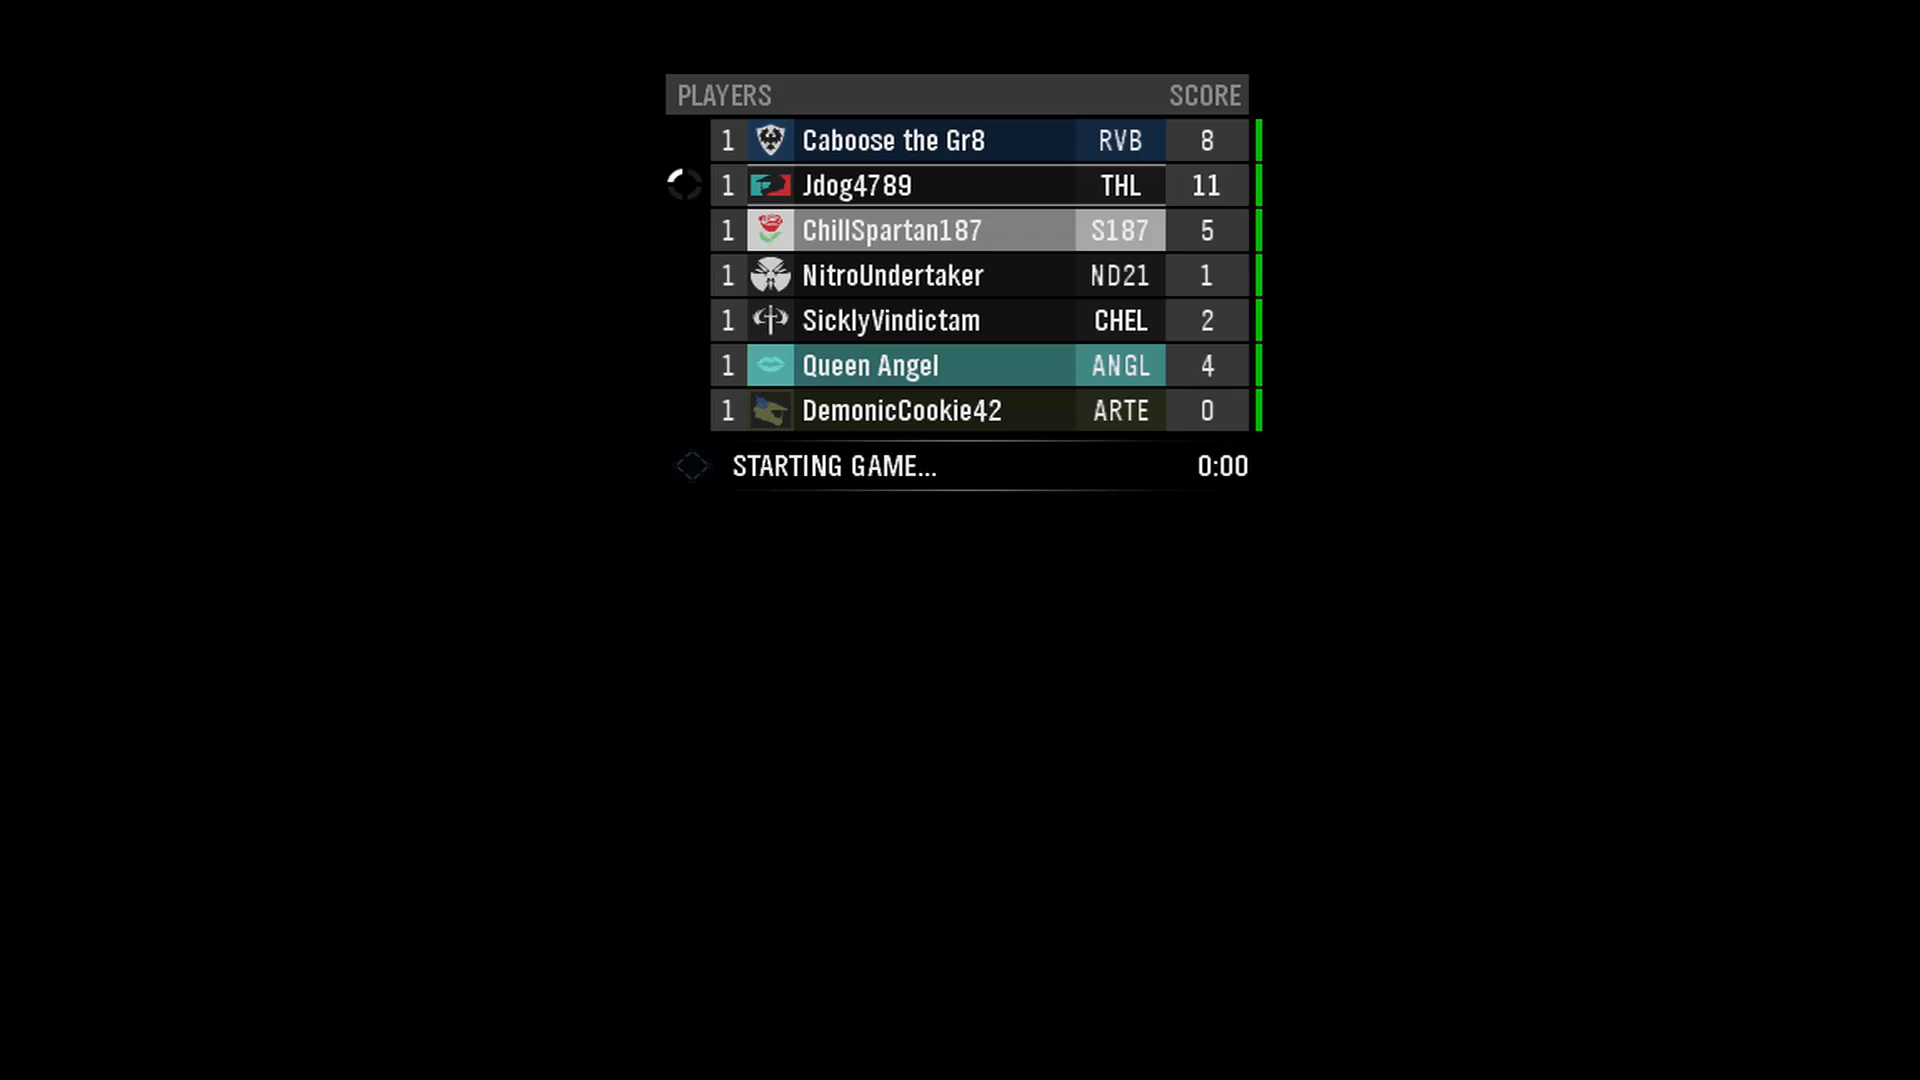 PLAYERS SCORE
1 Caboose the Gr8 RVB 8
1 Jdog4789 THL 11
1 ChillSpartan187 S187 5
1 NitroUndertaker ND21 1
1 SicklyVindictam CHEL 2
1 Queen Angel ANGL 4
1 DemonicCookie42 ARTE 0
STARTING GAME... 0:00